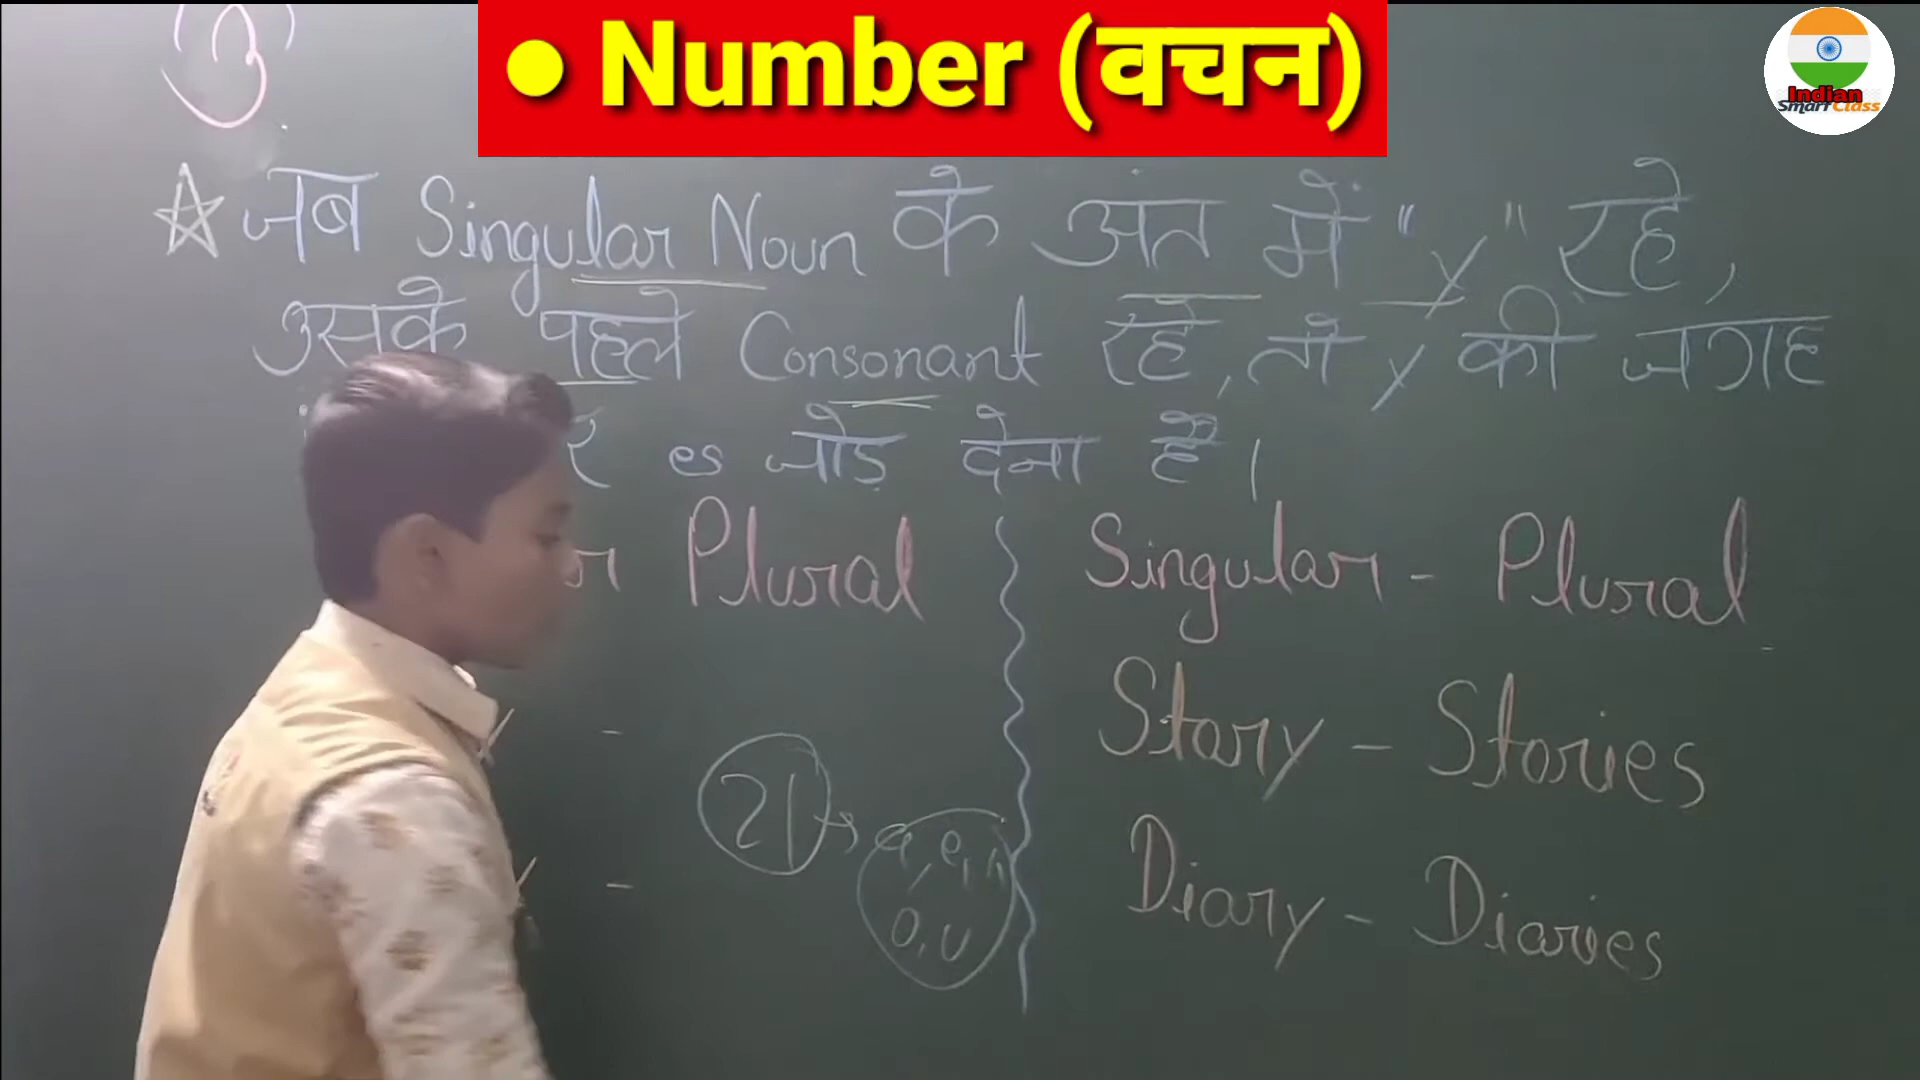 • Number (वचन)
Indian
Smart Class
जब Singular Noun के अंत में "y" रहे,
उसके पहले Consonant रहे, तो y की जगह
es जोड़ देना है।
Plural
Singular - Plural
Story - Stories
Diary - Diaries
21 → a, e, i,
o, u